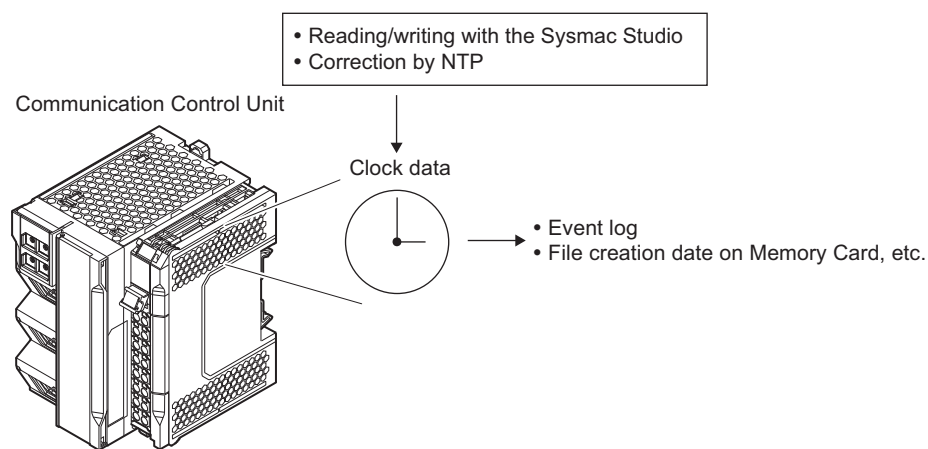 • Reading/writing with the Sysmac Studio
• Correction by NTP
Communication Control Unit
Clock data
• Event log
• File creation date on Memory Card, etc.